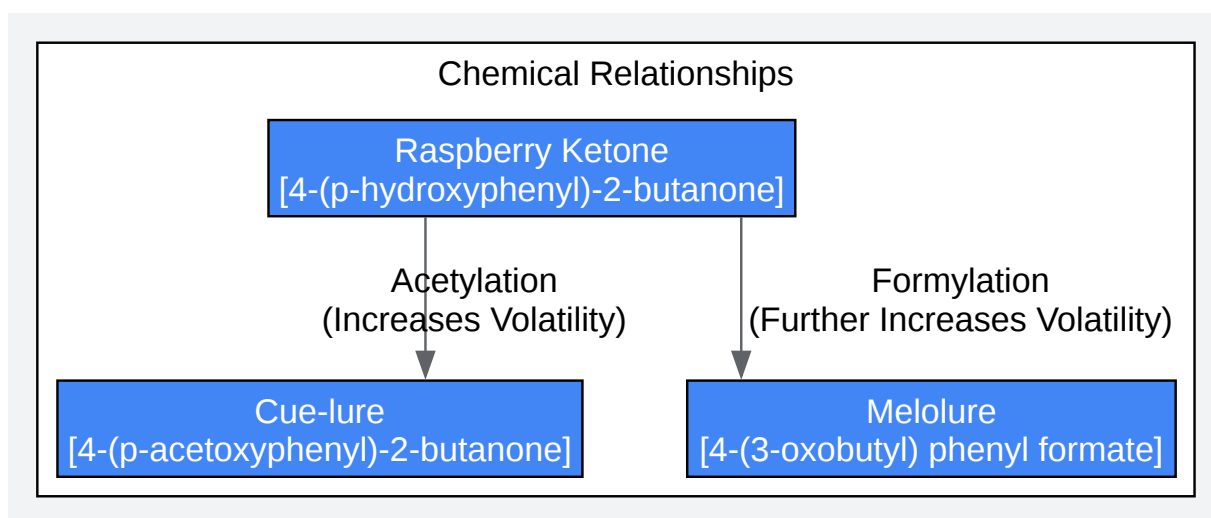 Chemical Relationships
Raspberry Ketone
[4-(p-hydroxyphenyl)-2-butanone]
Acetylation
(Increases Volatility)
Formylation
(Further Increases Volatility)
Cue-lure
[4-(p-acetoxyphenyl)-2-butanone]
Melolure
[4-(3-oxobutyl) phenyl formate]